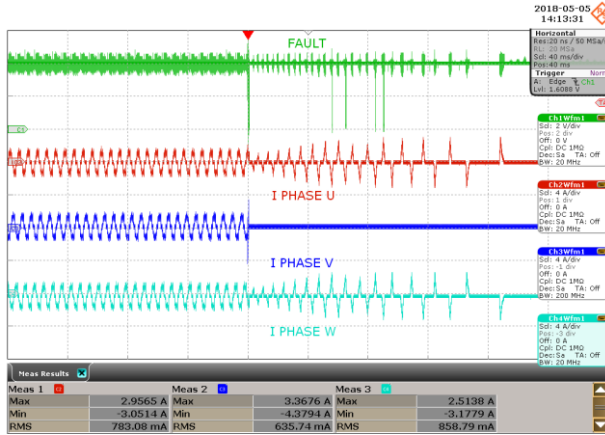 2018-05-05
14:13:31
Horizontal
Res:20 ns / 50 MSa/
RL: 20 MSa
Scl: 40 ms/div
Pos:40 ms
Trigger Norm
A: Edge Ch1
Lvl: 1.6088 V
FAULT
Ch1Wfm1
Scl: 2 V/div
Pos: 2 div
Off: 0 V
Cpl: DC 1MΩ
Dec:Sa TA: Off
BW: 20 MHz
I PHASE U
Ch2Wfm1
Scl: 4 A/div
Pos: 1 div
Off: 0 A
Cpl: DC 1MΩ
Dec:Sa TA: Off
BW: 20 MHz
I PHASE V
Ch3Wfm1
Scl: 4 A/div
Pos: -1 div
Off: 0 A
Cpl: DC 1MΩ
Dec:Sa TA: Off
BW: 200 MHz
I PHASE W
Ch4Wfm1
Scl: 4 A/div
Pos: -3 div
Off: 0 A
Cpl: DC 1MΩ
Dec:Sa TA: Off
BW: 20 MHz
Meas Results
Meas 1 Meas 2 Meas 3
Max 2.9565 A Max 3.3676 A Max 2.5138 A
Min -3.0514 A Min -4.3794 A Min -3.1779 A
RMS 783.08 mA RMS 635.74 mA RMS 858.79 mA